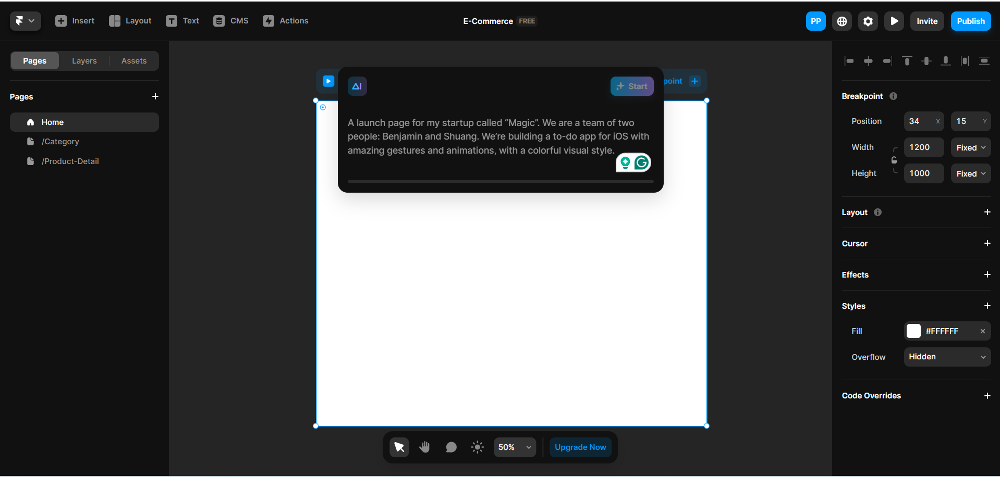 Insert
Layout
Text
CMS
Actions
E-Commerce FREE
PP
Invite
Publish
Pages
Layers
Assets
Pages
Home
/Category
/Product-Detail
AI
Start
point
A launch page for my startup called “Magic”. We are a team of two
people: Benjamin and Shuang. We’re building a to-do app for iOS with
amazing gestures and animations, with a colorful visual style.
50%
Upgrade Now
Breakpoint
Position
34 X
15 Y
Width
1200
Fixed
Height
1000
Fixed
Layout
Cursor
Effects
Styles
Fill
#FFFFFF
Overflow
Hidden
Code Overrides